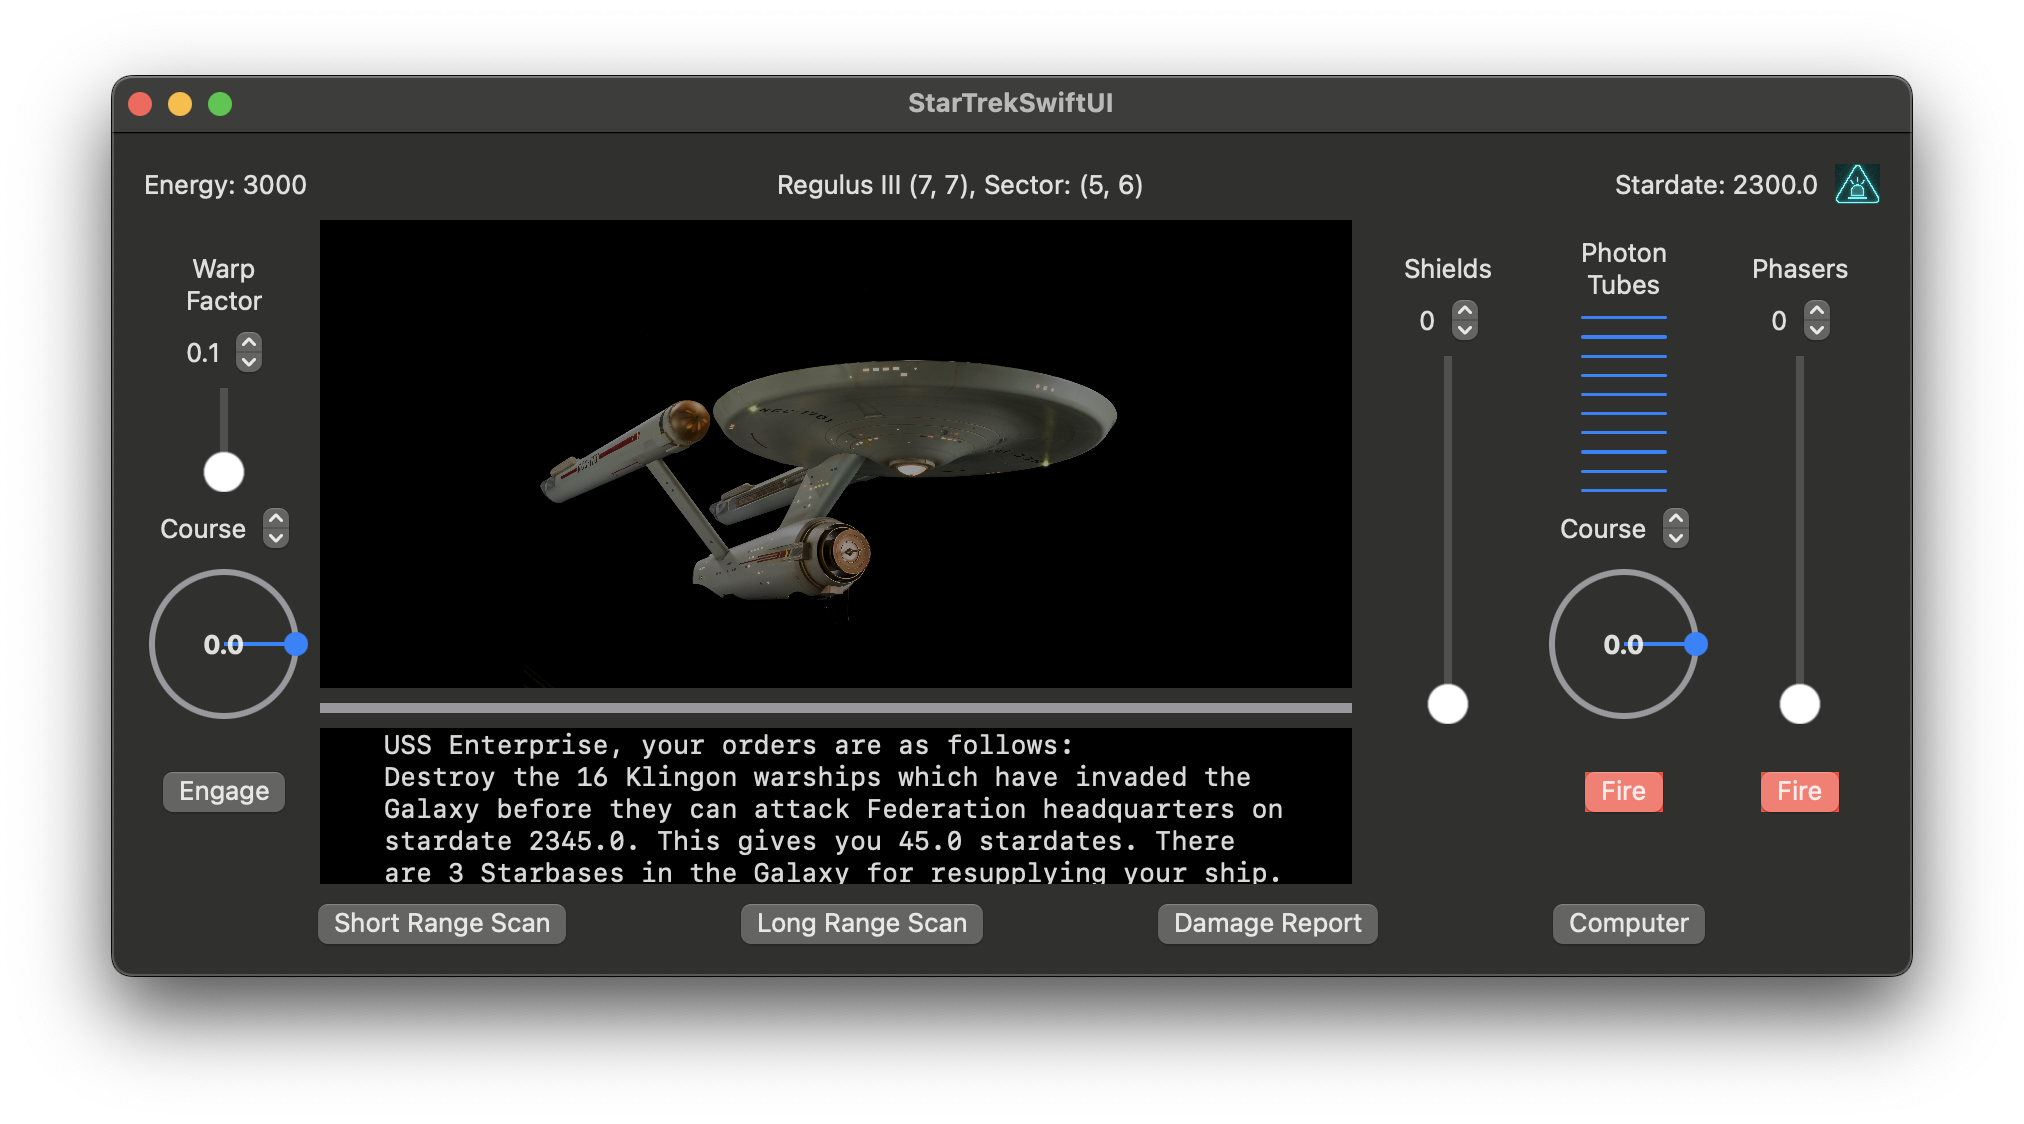 StarTrekSwiftUI
Energy: 3000
Regulus III (7, 7), Sector: (5, 6)
Stardate: 2300.0
Warp
Factor
0.1
Course
0.0
Engage
USS Enterprise, your orders are as follows:
Destroy the 16 Klingon warships which have invaded the
Galaxy before they can attack Federation headquarters on
stardate 2345.0. This gives you 45.0 stardates. There
are 3 Starbases in the Galaxy for resupplying your ship.
Shields
0
Photon
Tubes
Course
0.0
Fire
Phasers
0
Fire
Short Range Scan
Long Range Scan
Damage Report
Computer